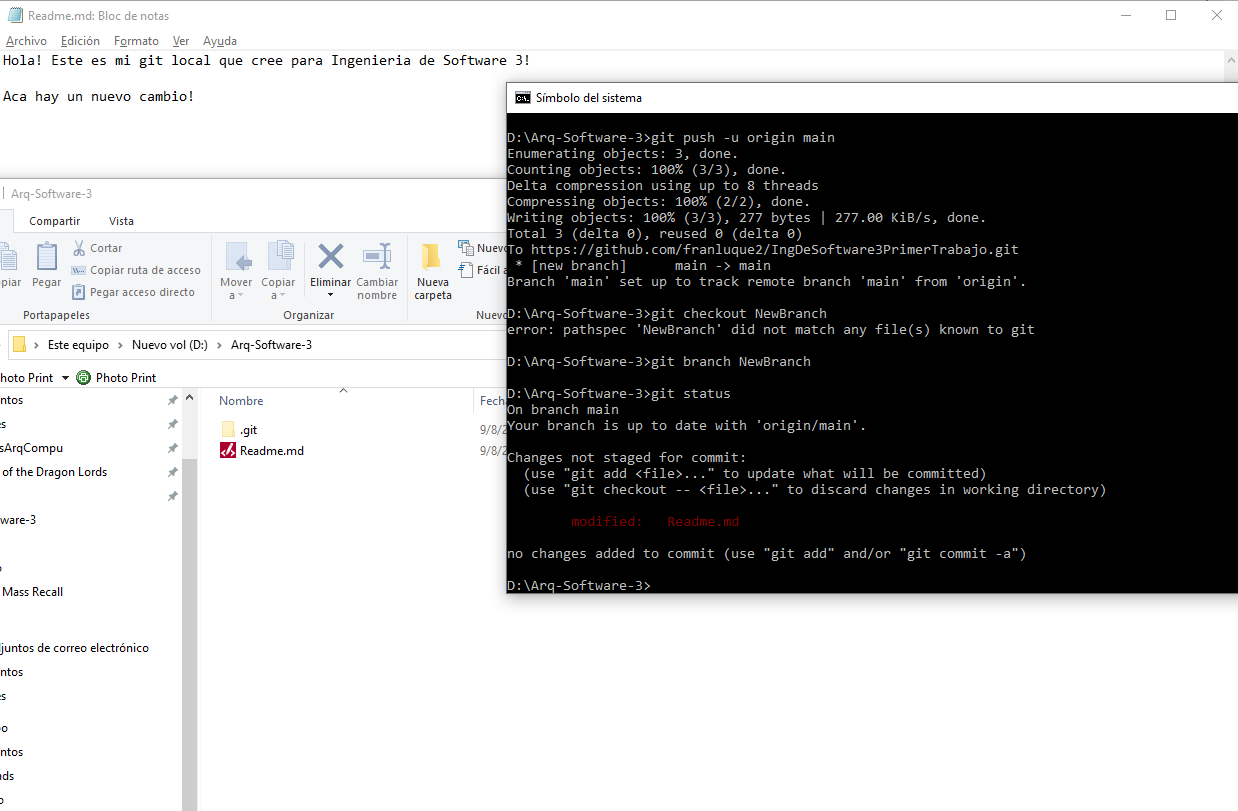 Readme.md: Bloc de notas
Archivo Edición Formato Ver Ayuda
Hola! Este es mi git local que cree para Ingenieria de Software 3!
Aca hay un nuevo cambio!
Símbolo del sistema
D:\Arq-Software-3>git push -u origin main
Enumerating objects: 3, done.
Counting objects: 100% (3/3), done.
Delta compression using up to 8 threads
Compressing objects: 100% (2/2), done.
Writing objects: 100% (3/3), 277 bytes | 277.00 KiB/s, done.
Total 3 (delta 0), reused 0 (delta 0)
To https://github.com/franluque2/IngDeSoftware3PrimerTrabajo.git
* [new branch] main -> main
Branch 'main' set up to track remote branch 'main' from 'origin'.
D:\Arq-Software-3>git checkout NewBranch
error: pathspec 'NewBranch' did not match any file(s) known to git
D:\Arq-Software-3>git branch NewBranch
D:\Arq-Software-3>git status
On branch main
Your branch is up to date with 'origin/main'.
Changes not staged for commit:
(use "git add <file>..." to update what will be committed)
(use "git checkout -- <file>..." to discard changes in working directory)
modified: Readme.md
no changes added to commit (use "git add" and/or "git commit -a")
D:\Arq-Software-3>
Arq-Software-3
Compartir Vista
piar
Pegar
Cortar
Copiar ruta de acceso
Pegar acceso directo
Portapapeles
Mover a
Copiar a
Eliminar
Cambiar nombre
Organizar
Nueva carpeta
Nuevo
Fácil a
Nuevo
Este equipo > Nuevo vol (D:) > Arq-Software-3
hoto Print Photo Print
Nombre Fech
.git 9/8/2
Readme.md 9/8/2
ntos
es
sArqCompu
of the Dragon Lords
ware-3
o
Mass Recall
juntos de correo electrónico
ntos
es
po
ntos
nds
o